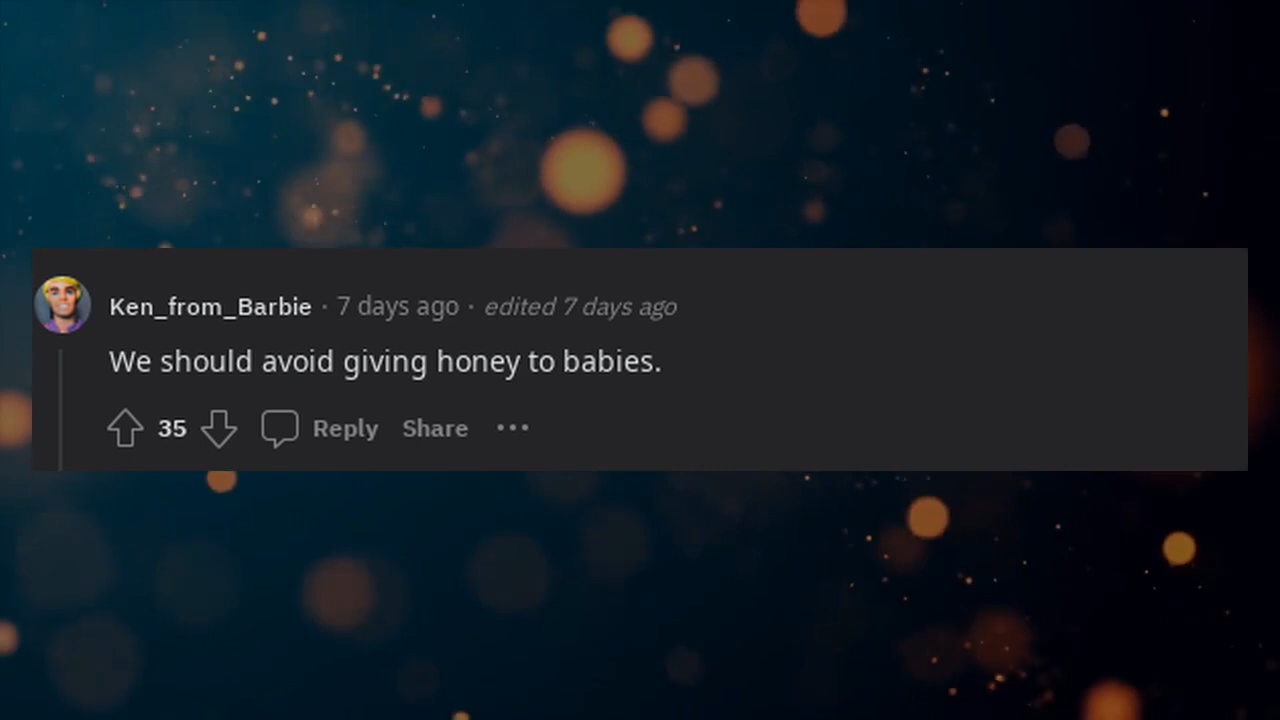 Ken_from_Barbie · 7 days ago · edited 7 days ago
We should avoid giving honey to babies.
35 Reply Share